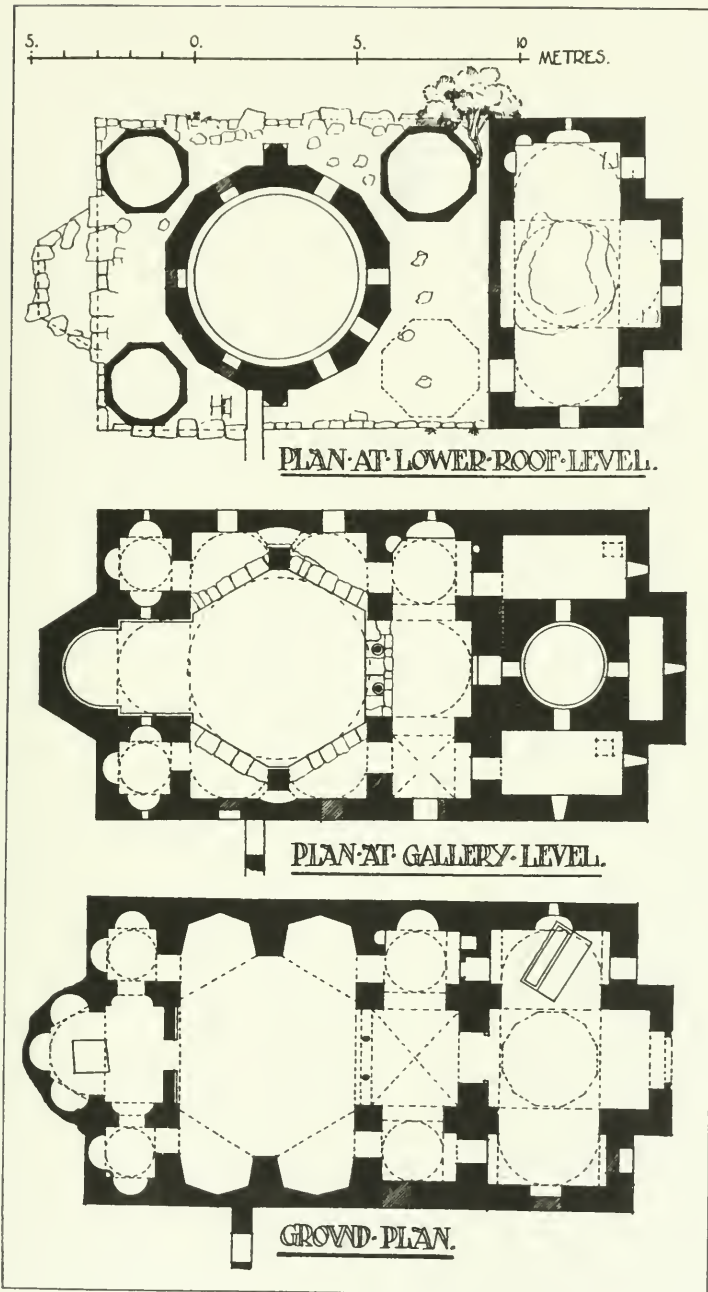 5. 0. 5. 10 METRES.
PLAN·AT·LOWER·ROOF·LEVEL.
PLAN·AT·GALLERY·LEVEL.
GROVND·PLAN.